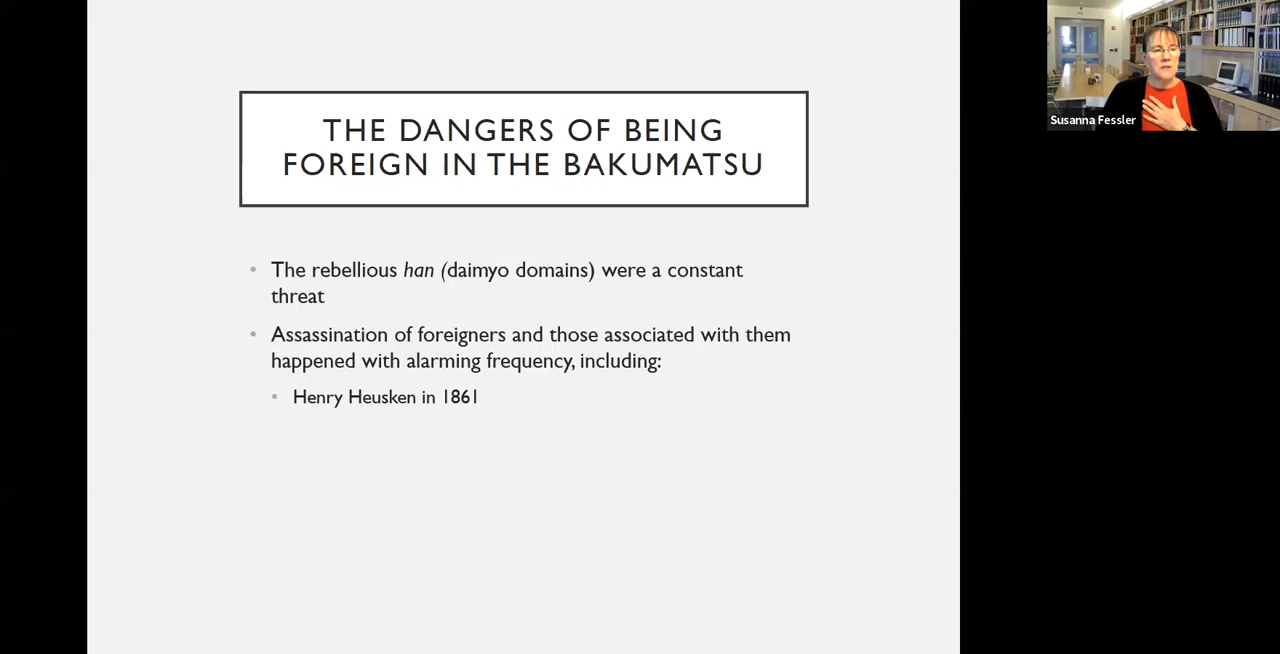 THE DANGERS OF BEING
FOREIGN IN THE BAKUMATSU
• The rebellious han (daimyo domains) were a constant
threat
• Assassination of foreigners and those associated with them
happened with alarming frequency, including:
• Henry Heusken in 1861
Susanna Fessler